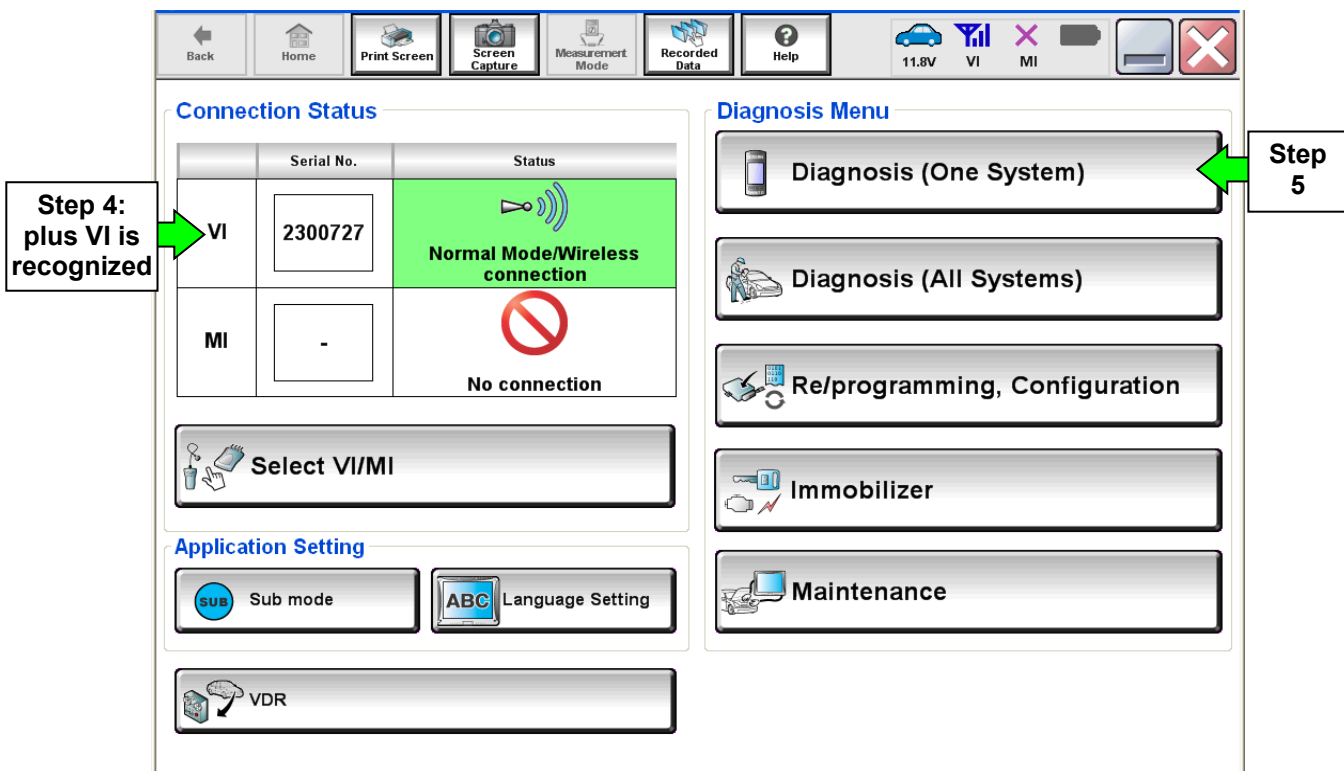 Back
Home
Print Screen
Screen
Capture
Measurement
Mode
Recorded
Data
Help
11.8V
VI
MI
Connection Status
Serial No.
Status
VI
2300727
Normal Mode/Wireless
connection
MI
-
No connection
Step 4:
plus VI is
recognized
Select VI/MI
Application Setting
SUB
Sub mode
ABC
Language Setting
VDR
Diagnosis Menu
Diagnosis (One System)
Step
5
Diagnosis (All Systems)
Re/programming, Configuration
Immobilizer
Maintenance